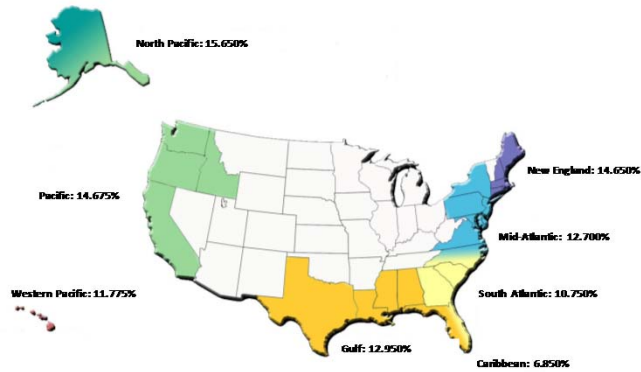 North Pacific: 15.650%
New England: 14.650%
Pacific: 14.675%
Mid-Atlantic: 12.700%
Western Pacific: 11.775%
South Atlantic: 10.750%
Gulf: 12.950%
Caribbean: 6.850%